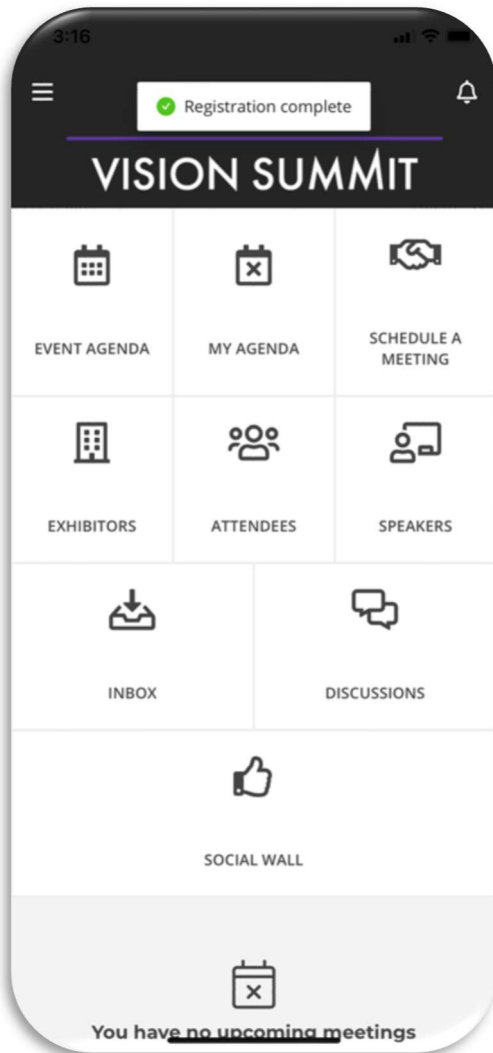 3:16
Registration complete
VISION SUMMIT
EVENT AGENDA
MY AGENDA
SCHEDULE A
MEETING
EXHIBITORS
ATTENDEES
SPEAKERS
INBOX
DISCUSSIONS
SOCIAL WALL
You have no upcoming meetings